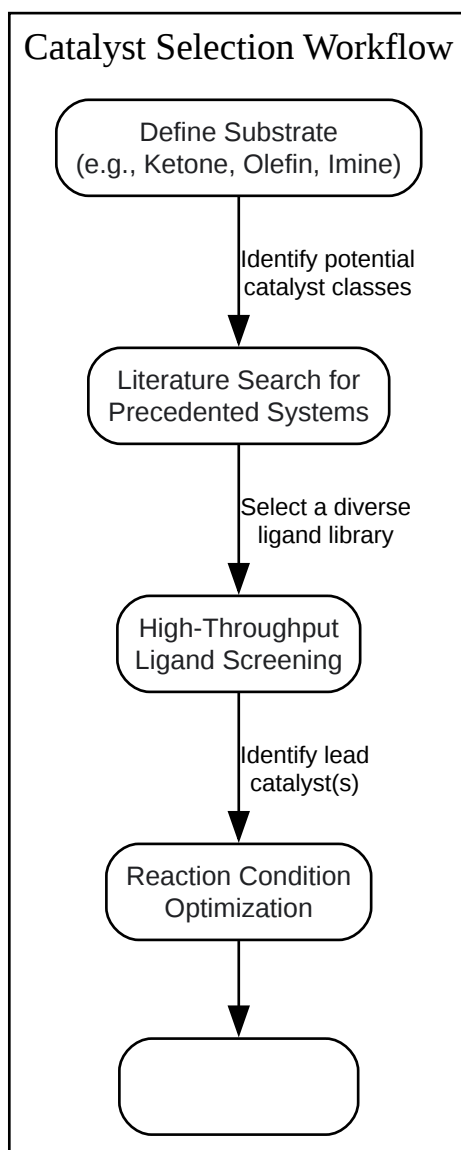 Catalyst Selection Workflow
Define Substrate
(e.g., Ketone, Olefin, Imine)
Identify potential
catalyst classes
Literature Search for
Precedented Systems
Select a diverse
ligand library
High-Throughput
Ligand Screening
Identify lead
catalyst(s)
Reaction Condition
Optimization